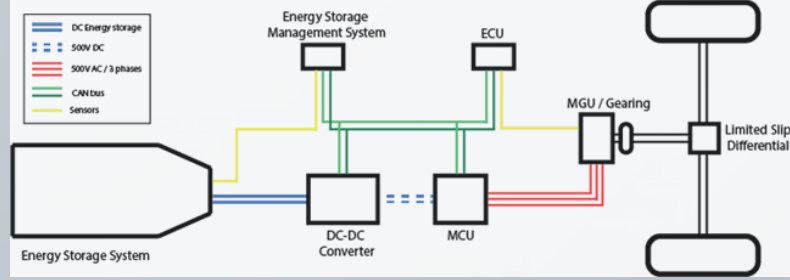 Energy Storage
Management System
ECU
DC Energy storage
500V DC
500V AC / 3 phases
CAN bus
Sensors
MGU / Gearing
Limited Slip
Differential
DC-DC
Converter
MCU
Energy Storage System